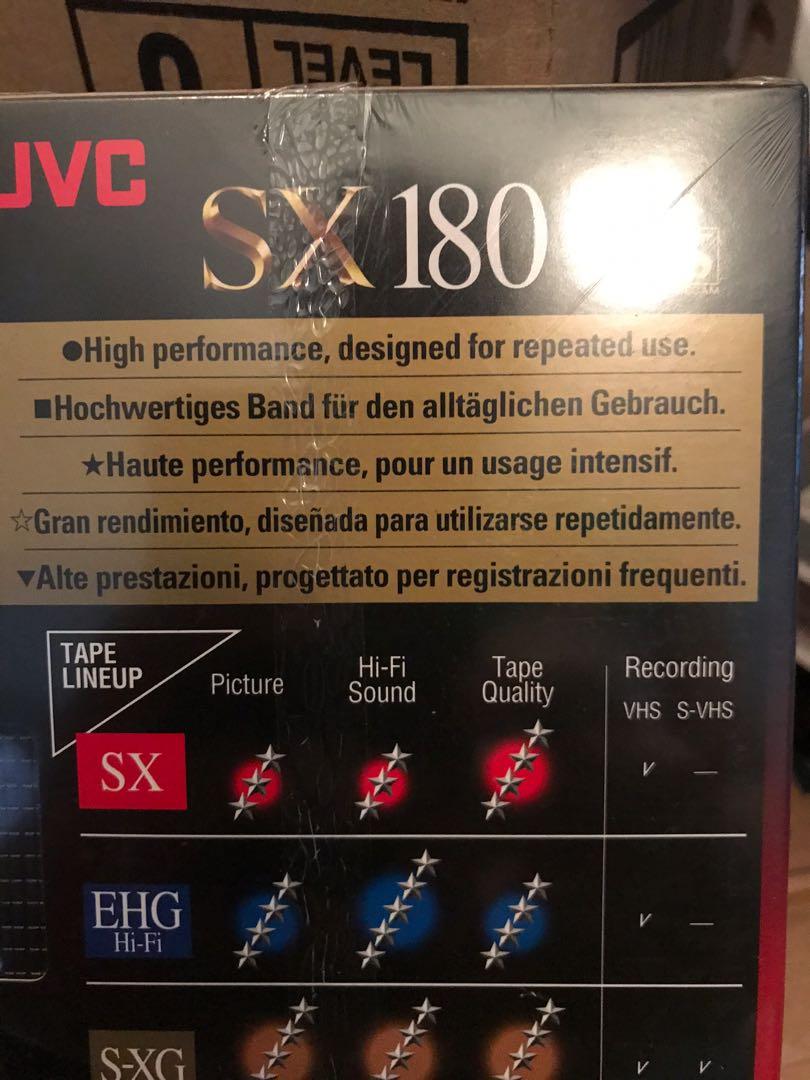 LEVEL
JVC
SX 180
●High performance, designed for repeated use.
■Hochwertiges Band für den alltäglichen Gebrauch.
★Haute performance, pour un usage intensif.
☆Gran rendimiento, diseñada para utilizarse repetidamente.
▼Alte prestazioni, progettato per registrazioni frequenti.
TAPE
LINEUP
Picture
Hi-Fi
Sound
Tape
Quality
Recording
VHS S-VHS
SX
EHG
Hi-Fi
S-XG